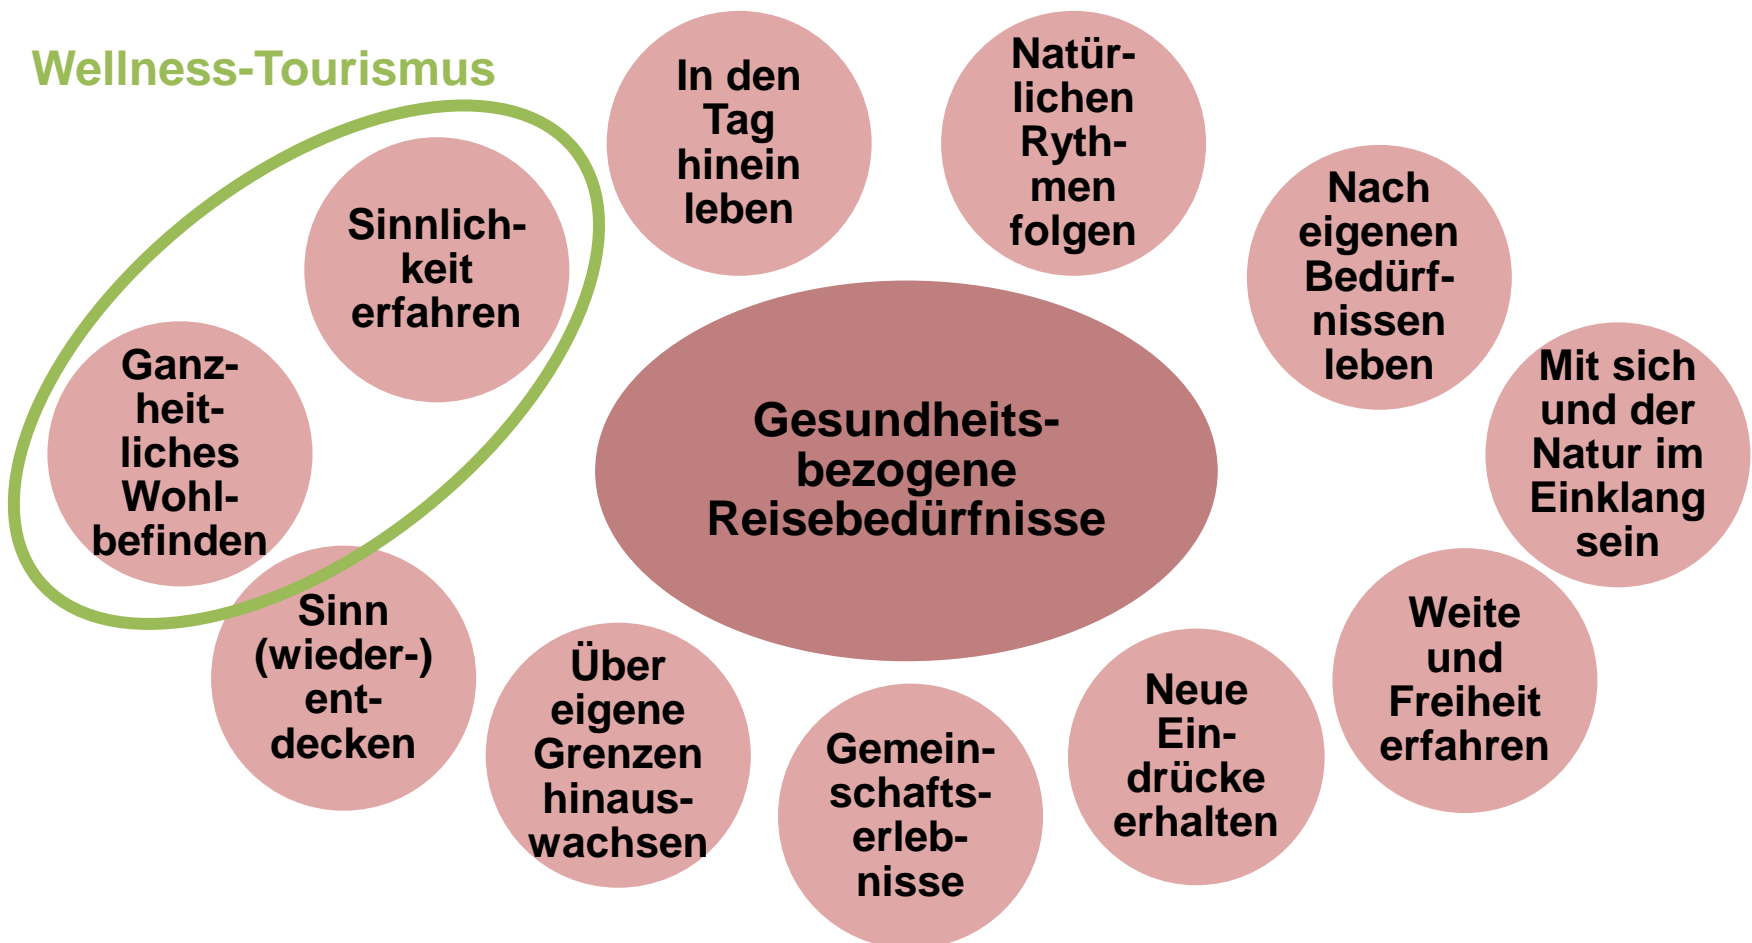 Wellness-Tourismus
In den
Tag
hinein
leben
Natür-
lichen
Ryth-
men
folgen
Nach
eigenen
Bedürf-
nissen
leben
Mit sich
und der
Natur im
Einklang
sein
Weite
und
Freiheit
erfahren
Neue
Ein-
drücke
erhalten
Gemein-
schafts-
erleb-
nisse
Über
eigene
Grenzen
hinaus-
wachsen
Sinn
(wieder-)
ent-
decken
Ganz-
heit-
liches
Wohl-
befinden
Sinnlich-
keit
erfahren
Gesundheits-
bezogene
Reisebedürfnisse